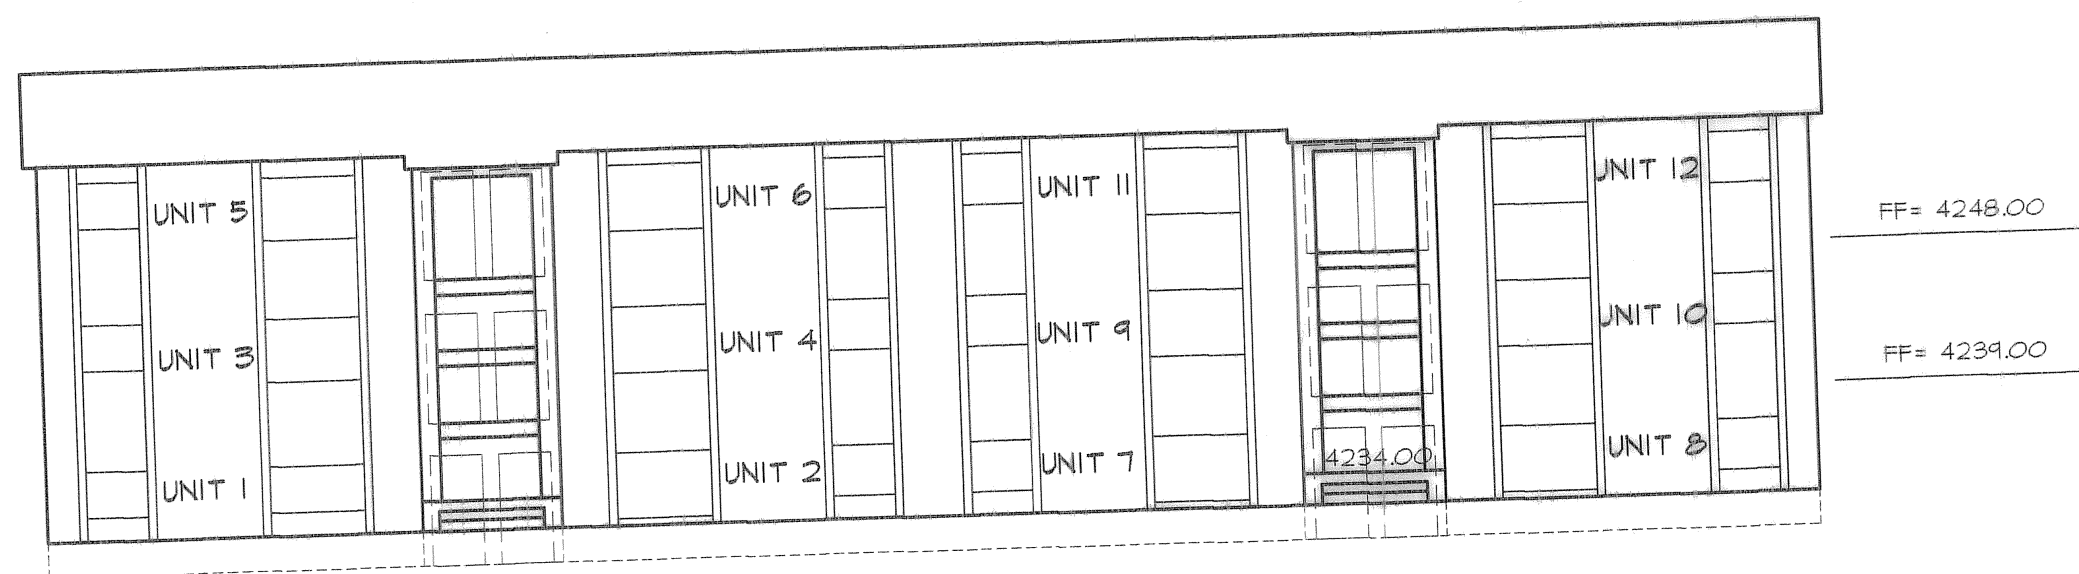 UNIT 5
UNIT 6
UNIT 11
UNIT 12
FF= 4248.00
UNIT 3
UNIT 4
UNIT 9
UNIT 10
FF= 4239.00
UNIT 1
UNIT 2
UNIT 7
4234.00
UNIT 8